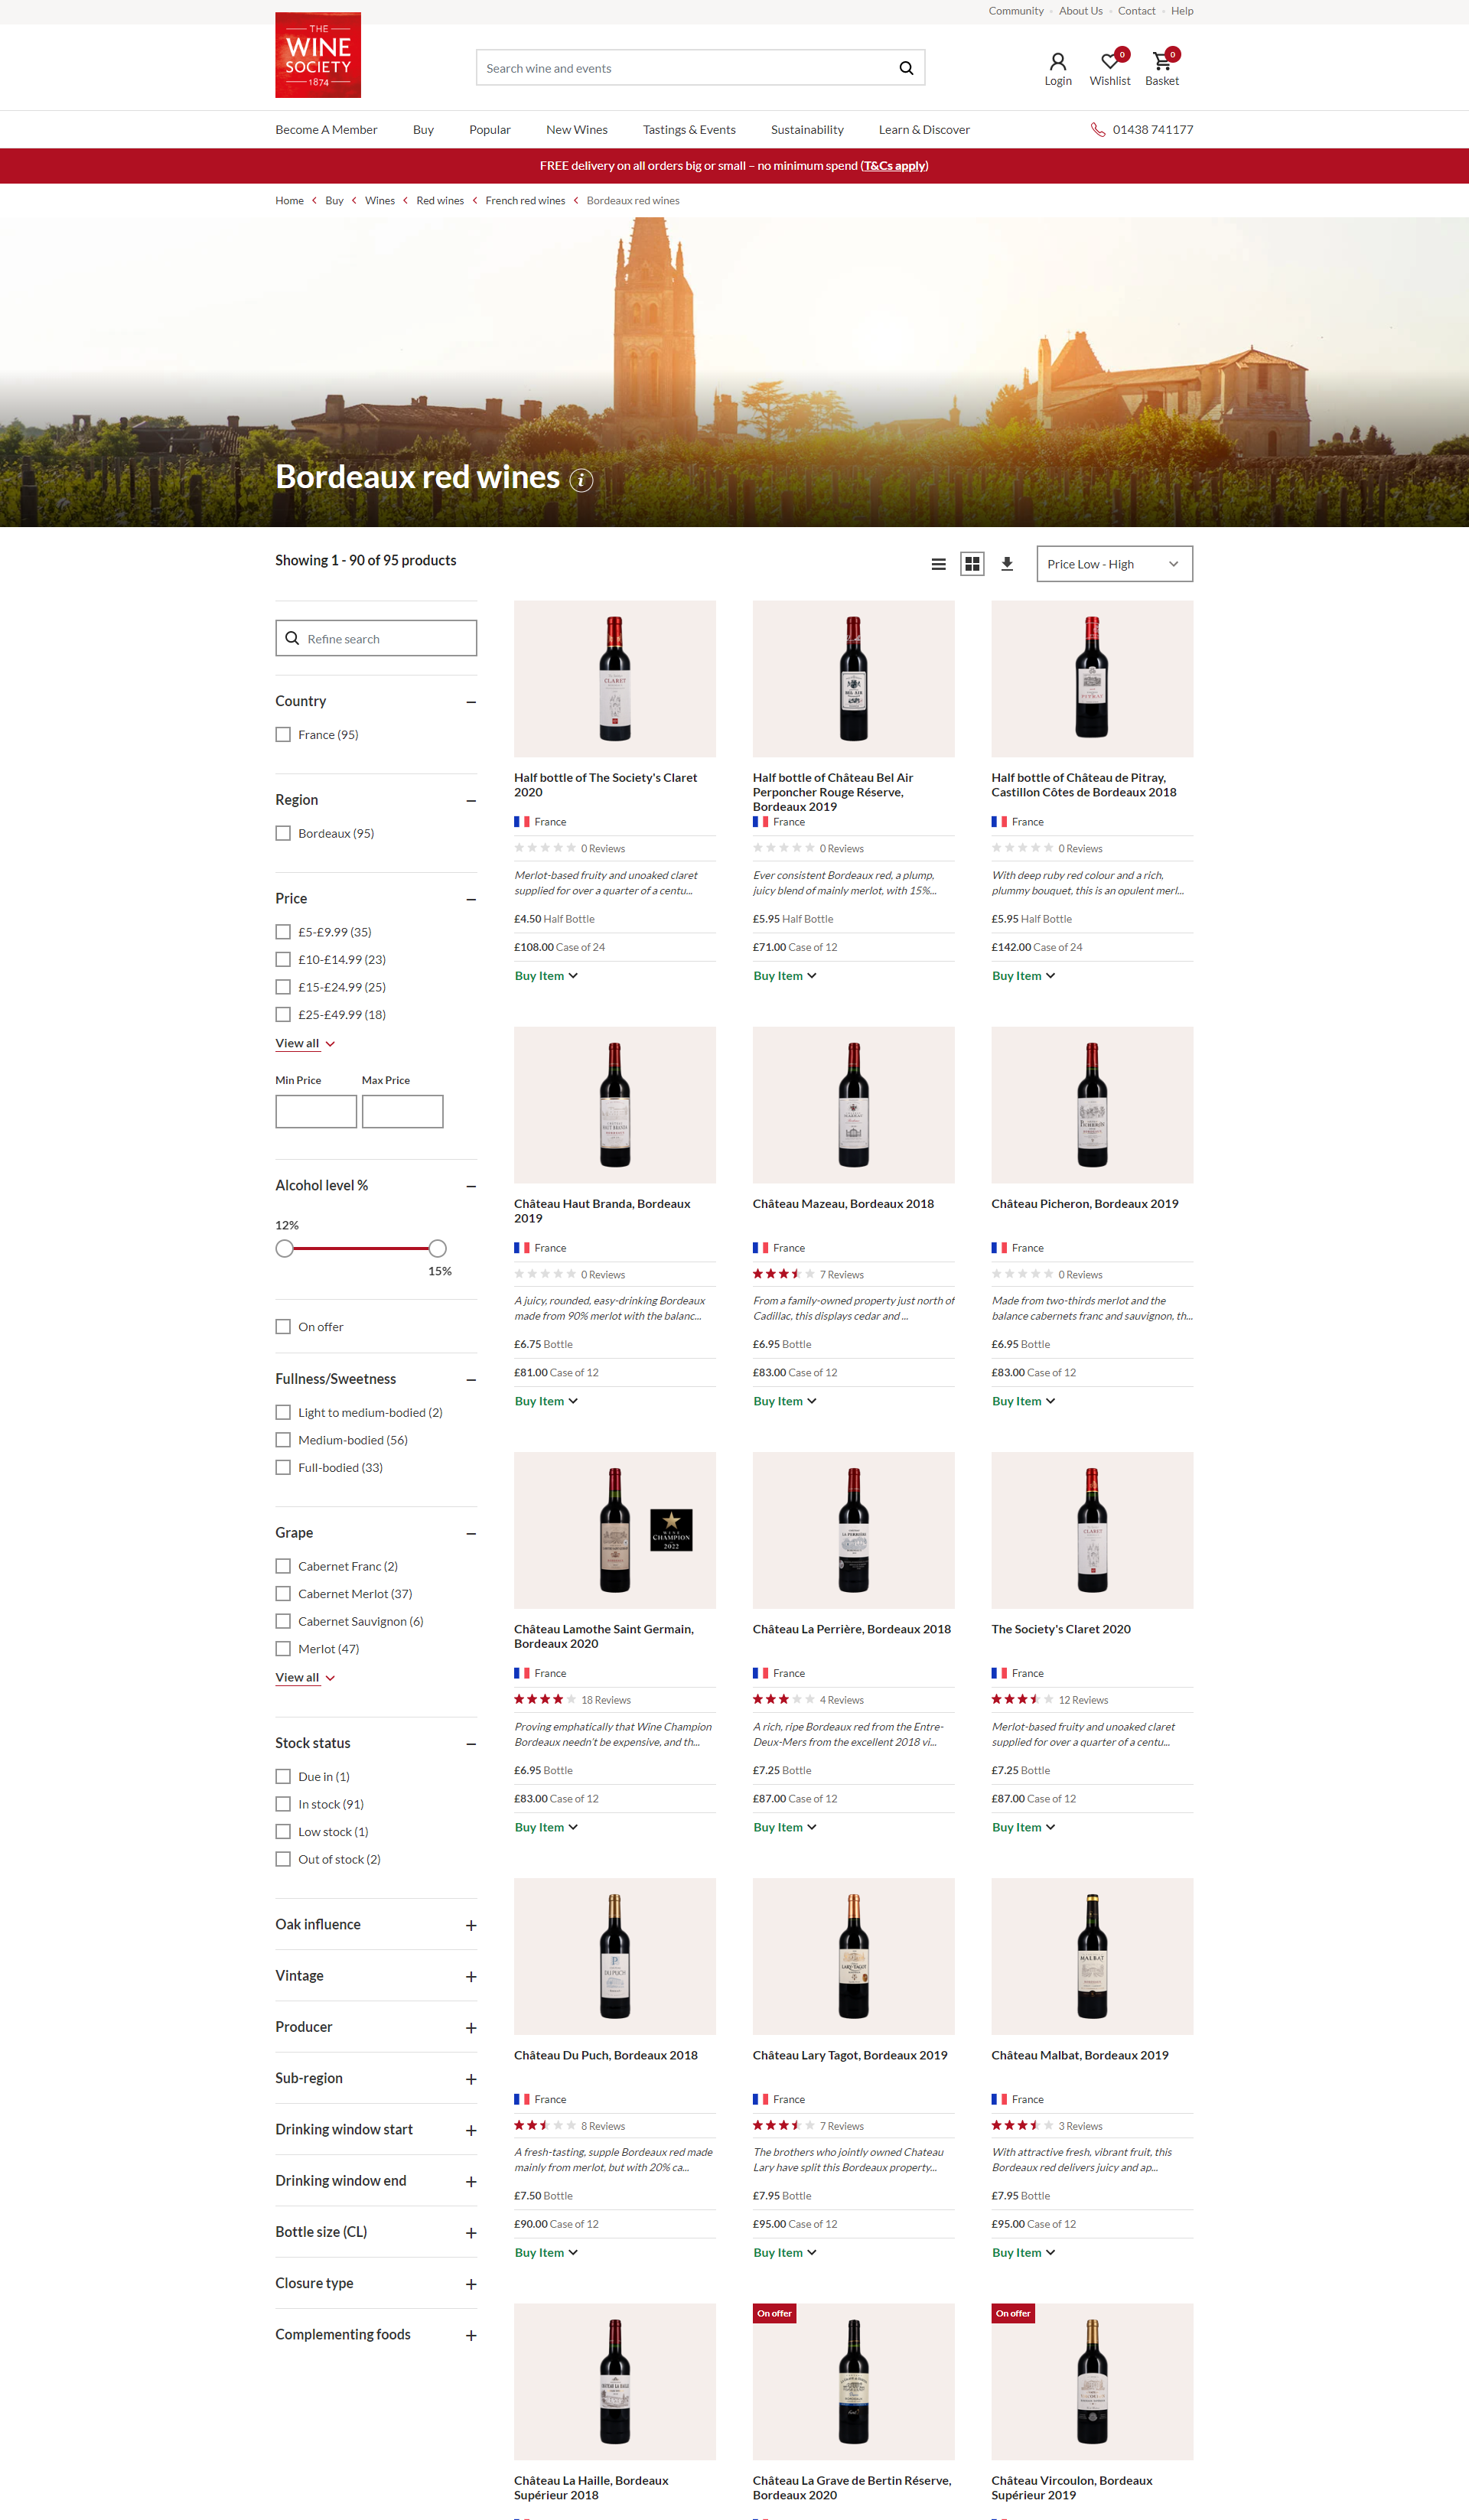 Community
About Us
Contact
Help
THE
WINE
SOCIETY
1874
Search wine and events
0
0
Login
Wishlist
Basket
Become A Member
Buy
Popular
New Wines
Tastings & Events
Sustainability
Learn & Discover
01438 741177
FREE delivery on all orders big or small – no minimum spend (T&Cs apply)
Home
Buy
Wines
Red wines
French red wines
Bordeaux red wines
Bordeaux red wines
i
Showing 1 - 90 of 95 products
Price Low - High
Refine search
Country
France (95)
Region
Bordeaux (95)
Price
£5-£9.99 (35)
£10-£14.99 (23)
£15-£24.99 (25)
£25-£49.99 (18)
View all
Min Price
Max Price
Alcohol level %
12%
15%
On offer
Fullness/Sweetness
Light to medium-bodied (2)
Medium-bodied (56)
Full-bodied (33)
Grape
Cabernet Franc (2)
Cabernet Merlot (37)
Cabernet Sauvignon (6)
Merlot (47)
View all
Stock status
Due in (1)
In stock (91)
Low stock (1)
Out of stock (2)
Oak influence
Vintage
Producer
Sub-region
Drinking window start
Drinking window end
Bottle size (CL)
Closure type
Complementing foods
CLARET
Half bottle of The Society's Claret
2020
France
0 Reviews
Merlot-based fruity and unoaked claret
supplied for over a quarter of a centu...
£4.50 Half Bottle
£108.00 Case of 24
Buy Item
BEL AIR
Half bottle of Château Bel Air
Perponcher Rouge Réserve,
Bordeaux 2019
France
0 Reviews
Ever consistent Bordeaux red, a plump,
juicy blend of mainly merlot, with 15%...
£5.95 Half Bottle
£71.00 Case of 12
Buy Item
PITRAY
Half bottle of Château de Pitray,
Castillon Côtes de Bordeaux 2018
France
0 Reviews
With deep ruby red colour and a rich,
plummy bouquet, this is an opulent merl...
£5.95 Half Bottle
£142.00 Case of 24
Buy Item
HAUT BRANDA
Château Haut Branda, Bordeaux
2019
France
0 Reviews
A juicy, rounded, easy-drinking Bordeaux
made from 90% merlot with the balanc...
£6.75 Bottle
£81.00 Case of 12
Buy Item
Château Mazeau, Bordeaux 2018
France
7 Reviews
From a family-owned property just north of
Cadillac, this displays cedar and ...
£6.95 Bottle
£83.00 Case of 12
Buy Item
Château Picheron, Bordeaux 2019
France
0 Reviews
Made from two-thirds merlot and the
balance cabernets franc and sauvignon, th...
£6.95 Bottle
£83.00 Case of 12
Buy Item
WINE
CHAMPION
2022
Château Lamothe Saint Germain,
Bordeaux 2020
France
18 Reviews
Proving emphatically that Wine Champion
Bordeaux needn't be expensive, and th...
£6.95 Bottle
£83.00 Case of 12
Buy Item
LA PERRIERE
Château La Perrière, Bordeaux 2018
France
4 Reviews
A rich, ripe Bordeaux red from the Entre-
Deux-Mers from the excellent 2018 vi...
£7.25 Bottle
£87.00 Case of 12
Buy Item
CLARET
The Society's Claret 2020
France
12 Reviews
Merlot-based fruity and unoaked claret
supplied for over a quarter of a centu...
£7.25 Bottle
£87.00 Case of 12
Buy Item
DU PUCH
Château Du Puch, Bordeaux 2018
France
8 Reviews
A fresh-tasting, supple Bordeaux red made
mainly from merlot, but with 20% ca...
£7.50 Bottle
£90.00 Case of 12
Buy Item
LARY TAGOT
Château Lary Tagot, Bordeaux 2019
France
7 Reviews
The brothers who jointly owned Chateau
Lary have split this Bordeaux property...
£7.95 Bottle
£95.00 Case of 12
Buy Item
MALBAT
Château Malbat, Bordeaux 2019
France
3 Reviews
With attractive fresh, vibrant fruit, this
Bordeaux red delivers juicy and ap...
£7.95 Bottle
£95.00 Case of 12
Buy Item
Château La Haille, Bordeaux
Supérieur 2018
On offer
Château La Grave de Bertin Réserve,
Bordeaux 2020
On offer
Château Vircoulon, Bordeaux
Supérieur 2019